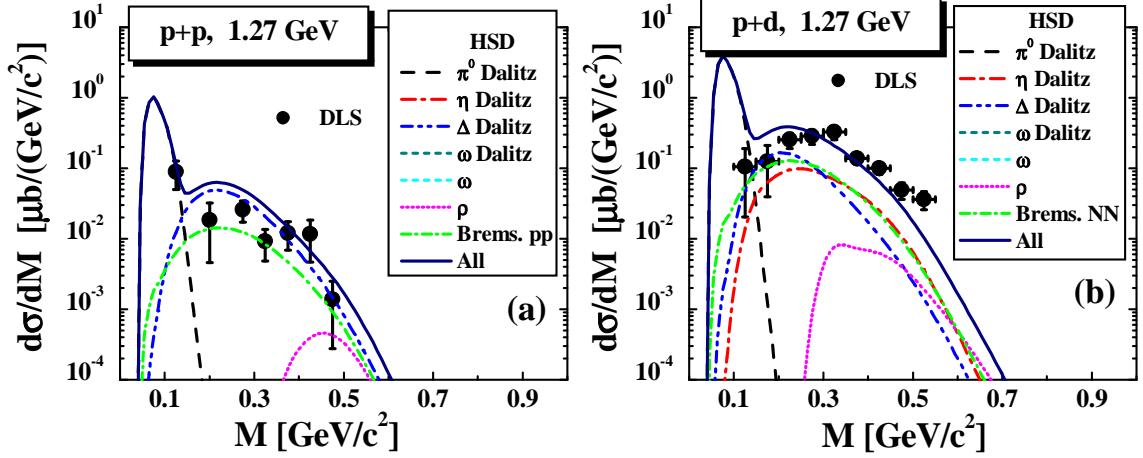 p+p, 1.27 GeV
DLS
HSD
π⁰ Dalitz
η Dalitz
Δ Dalitz
ω Dalitz
ω
ρ
Brems. pp
All
(a)
dσ/dM [μb/(GeV/c²)]
10¹
10⁰
10⁻¹
10⁻²
10⁻³
10⁻⁴
0.1 0.3 0.5 0.7 0.9
M [GeV/c²]
p+d, 1.27 GeV
DLS
HSD
π⁰ Dalitz
η Dalitz
Δ Dalitz
ω Dalitz
ω
ρ
Brems. NN
All
(b)
dσ/dM [μb/(GeV/c²)]
10¹
10⁰
10⁻¹
10⁻²
10⁻³
10⁻⁴
0.1 0.3 0.5 0.7 0.9
M [GeV/c²]